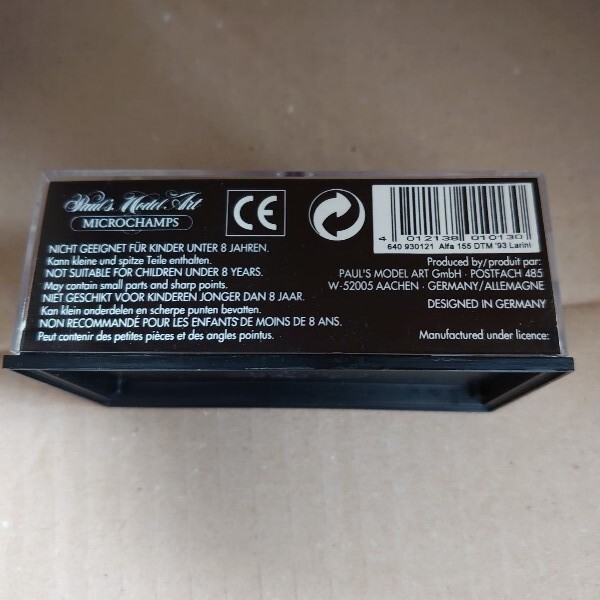 Paul's Model Art
MICROCHAMPS
CE
4 012138 010130
640 930121 Alfa 155 DTM '93 Larini
NICHT GEEIGNET FÜR KINDER UNTER 8 JAHREN.
Kann kleine und spitze Teile enthalten.
NOT SUITABLE FOR CHILDREN UNDER 8 YEARS.
May contain small parts and sharp points.
NIET GESCHIKT VOOR KINDEREN JONGER DAN 8 JAAR.
Kan klein onderdelen en scherpe punten bevatten.
NON RECOMMANDÉ POUR LES ENFANTS DE MOINS DE 8 ANS.
Peut contenir des petites pièces et des angles pointus.
Produced by/produit par:
PAUL'S MODEL ART GmbH · POSTFACH 485
W-52005 AACHEN · GERMANY/ALLEMAGNE
DESIGNED IN GERMANY
Manufactured under licence: